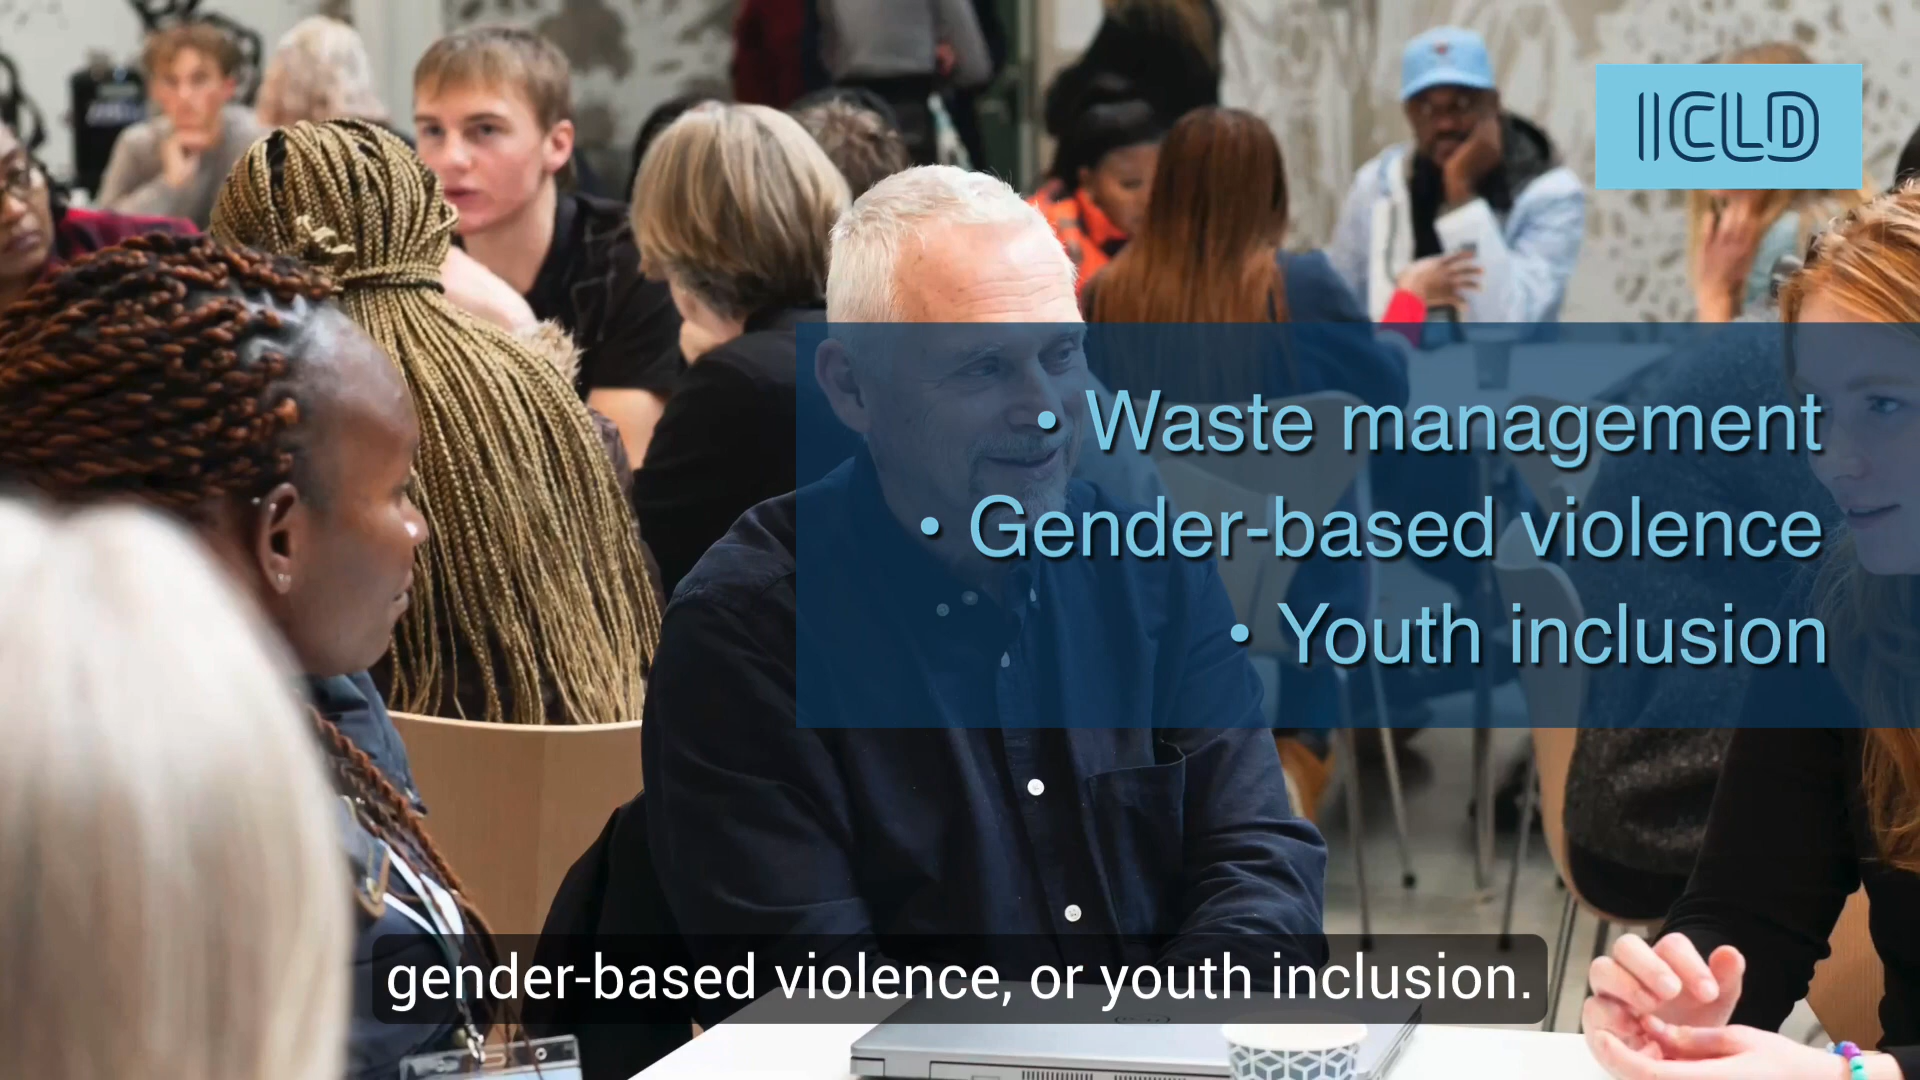 ICLD
• Waste management
• Gender-based violence
• Youth inclusion
gender-based violence, or youth inclusion.